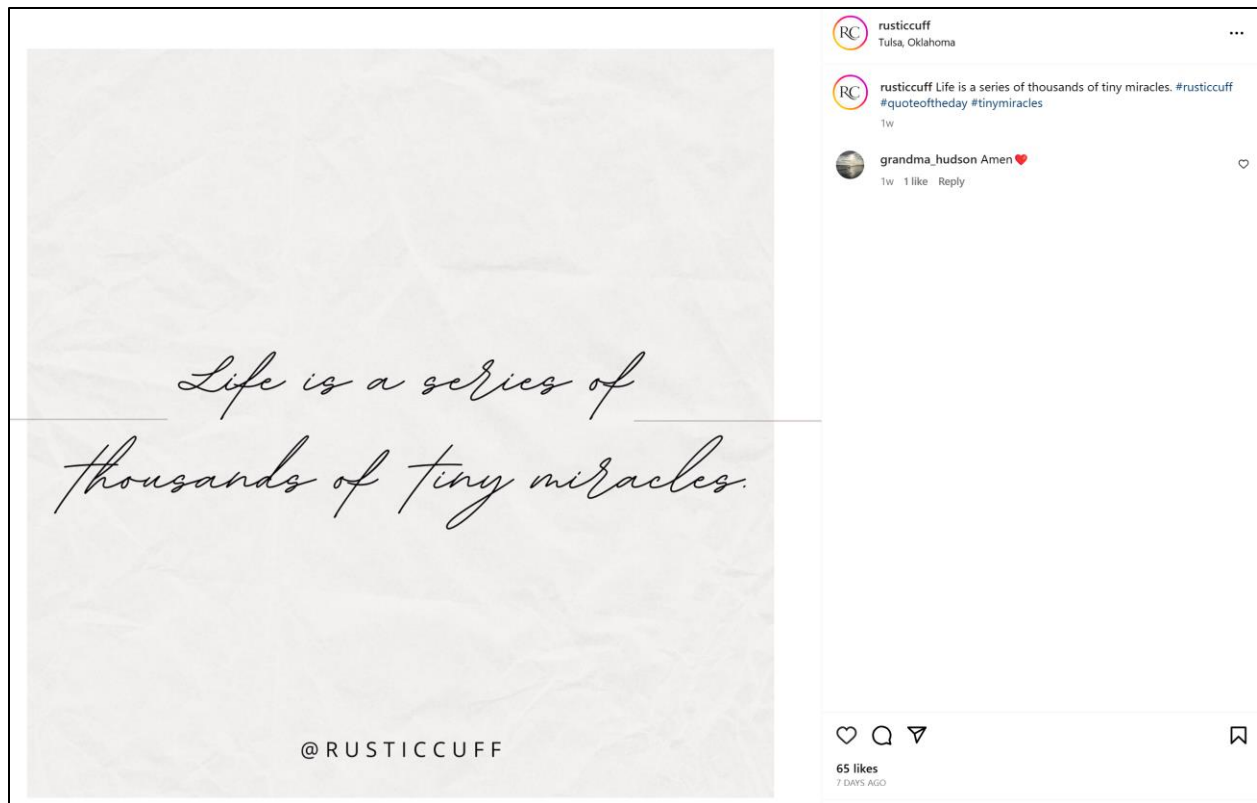 Life is a series of
thousands of tiny miracles.
@RUSTICCUFF
RC
rusticcuff
Tulsa, Oklahoma
RC
rusticcuff Life is a series of thousands of tiny miracles. #rusticcuff
#quoteoftheday #tinymiracles
1w
grandma_hudson Amen❤️
1w 1 like Reply
65 likes
7 DAYS AGO